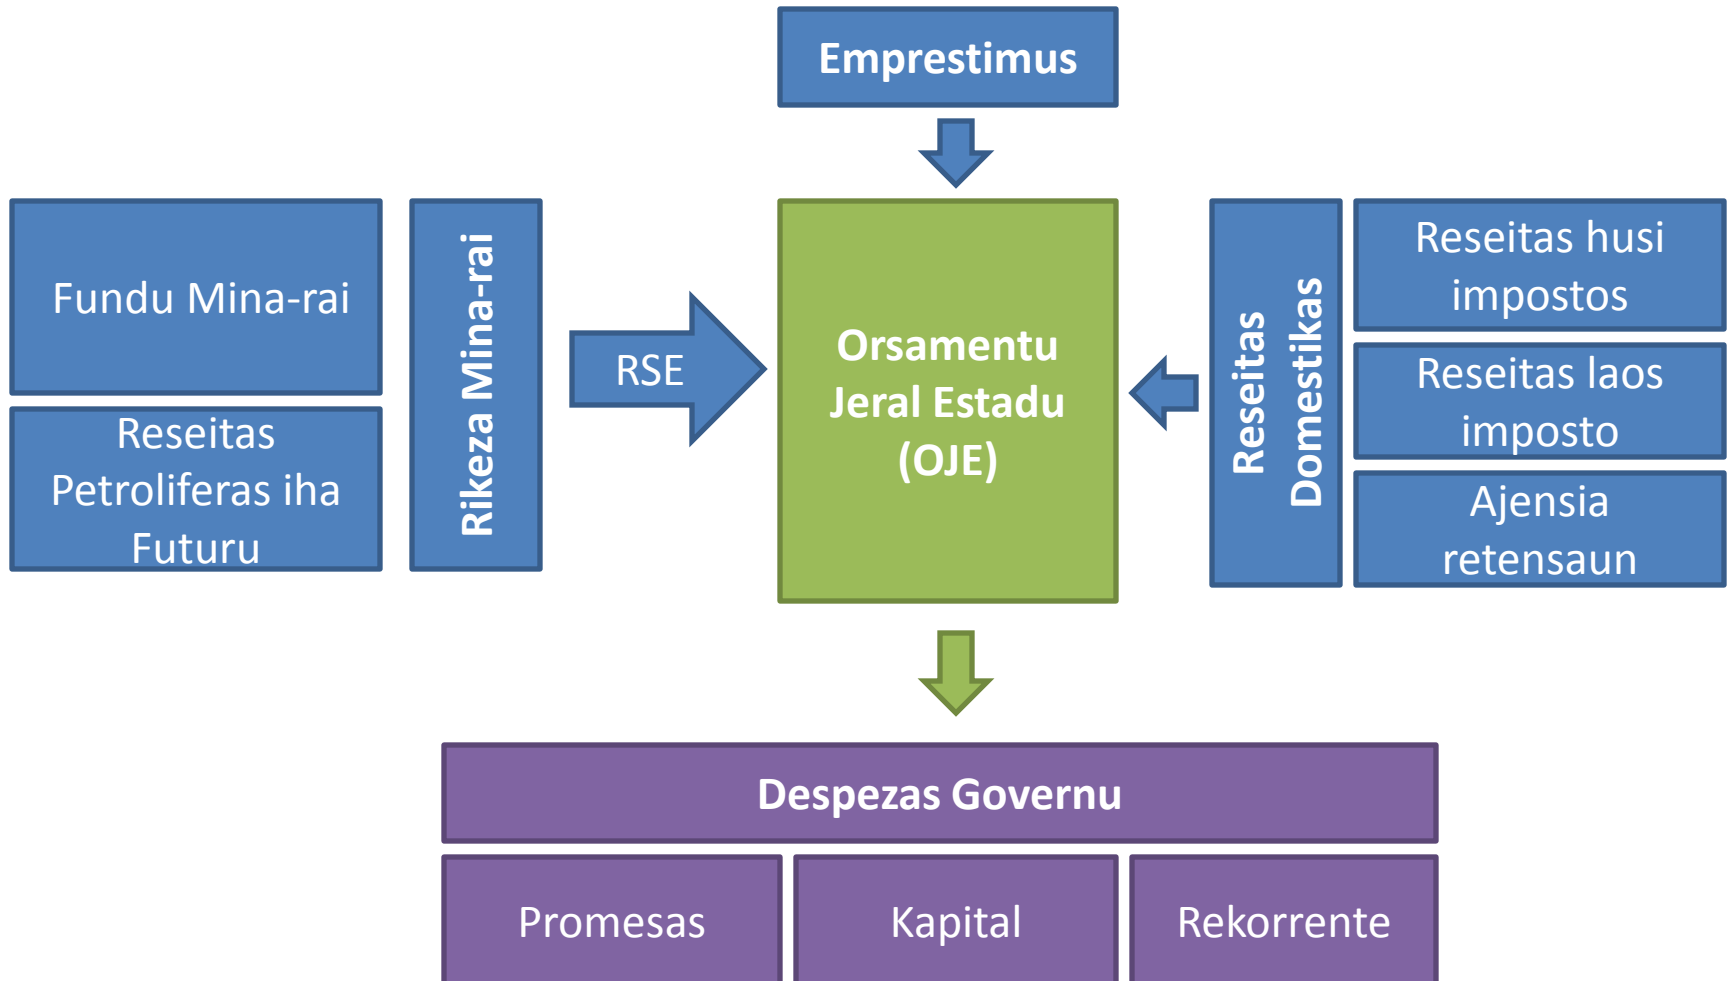 Emprestimus
Fundu Mina-rai
Reseitas
Petroliferas iha
Futuru
Rikeza Mina-rai
RSE
Orsamentu
Jeral Estadu
(OJE)
Reseitas
Domestikas
Reseitas husi
impostos
Reseitas laos
imposto
Ajensia
retensaun
Despezas Governu
Promesas
Kapital
Rekorrente